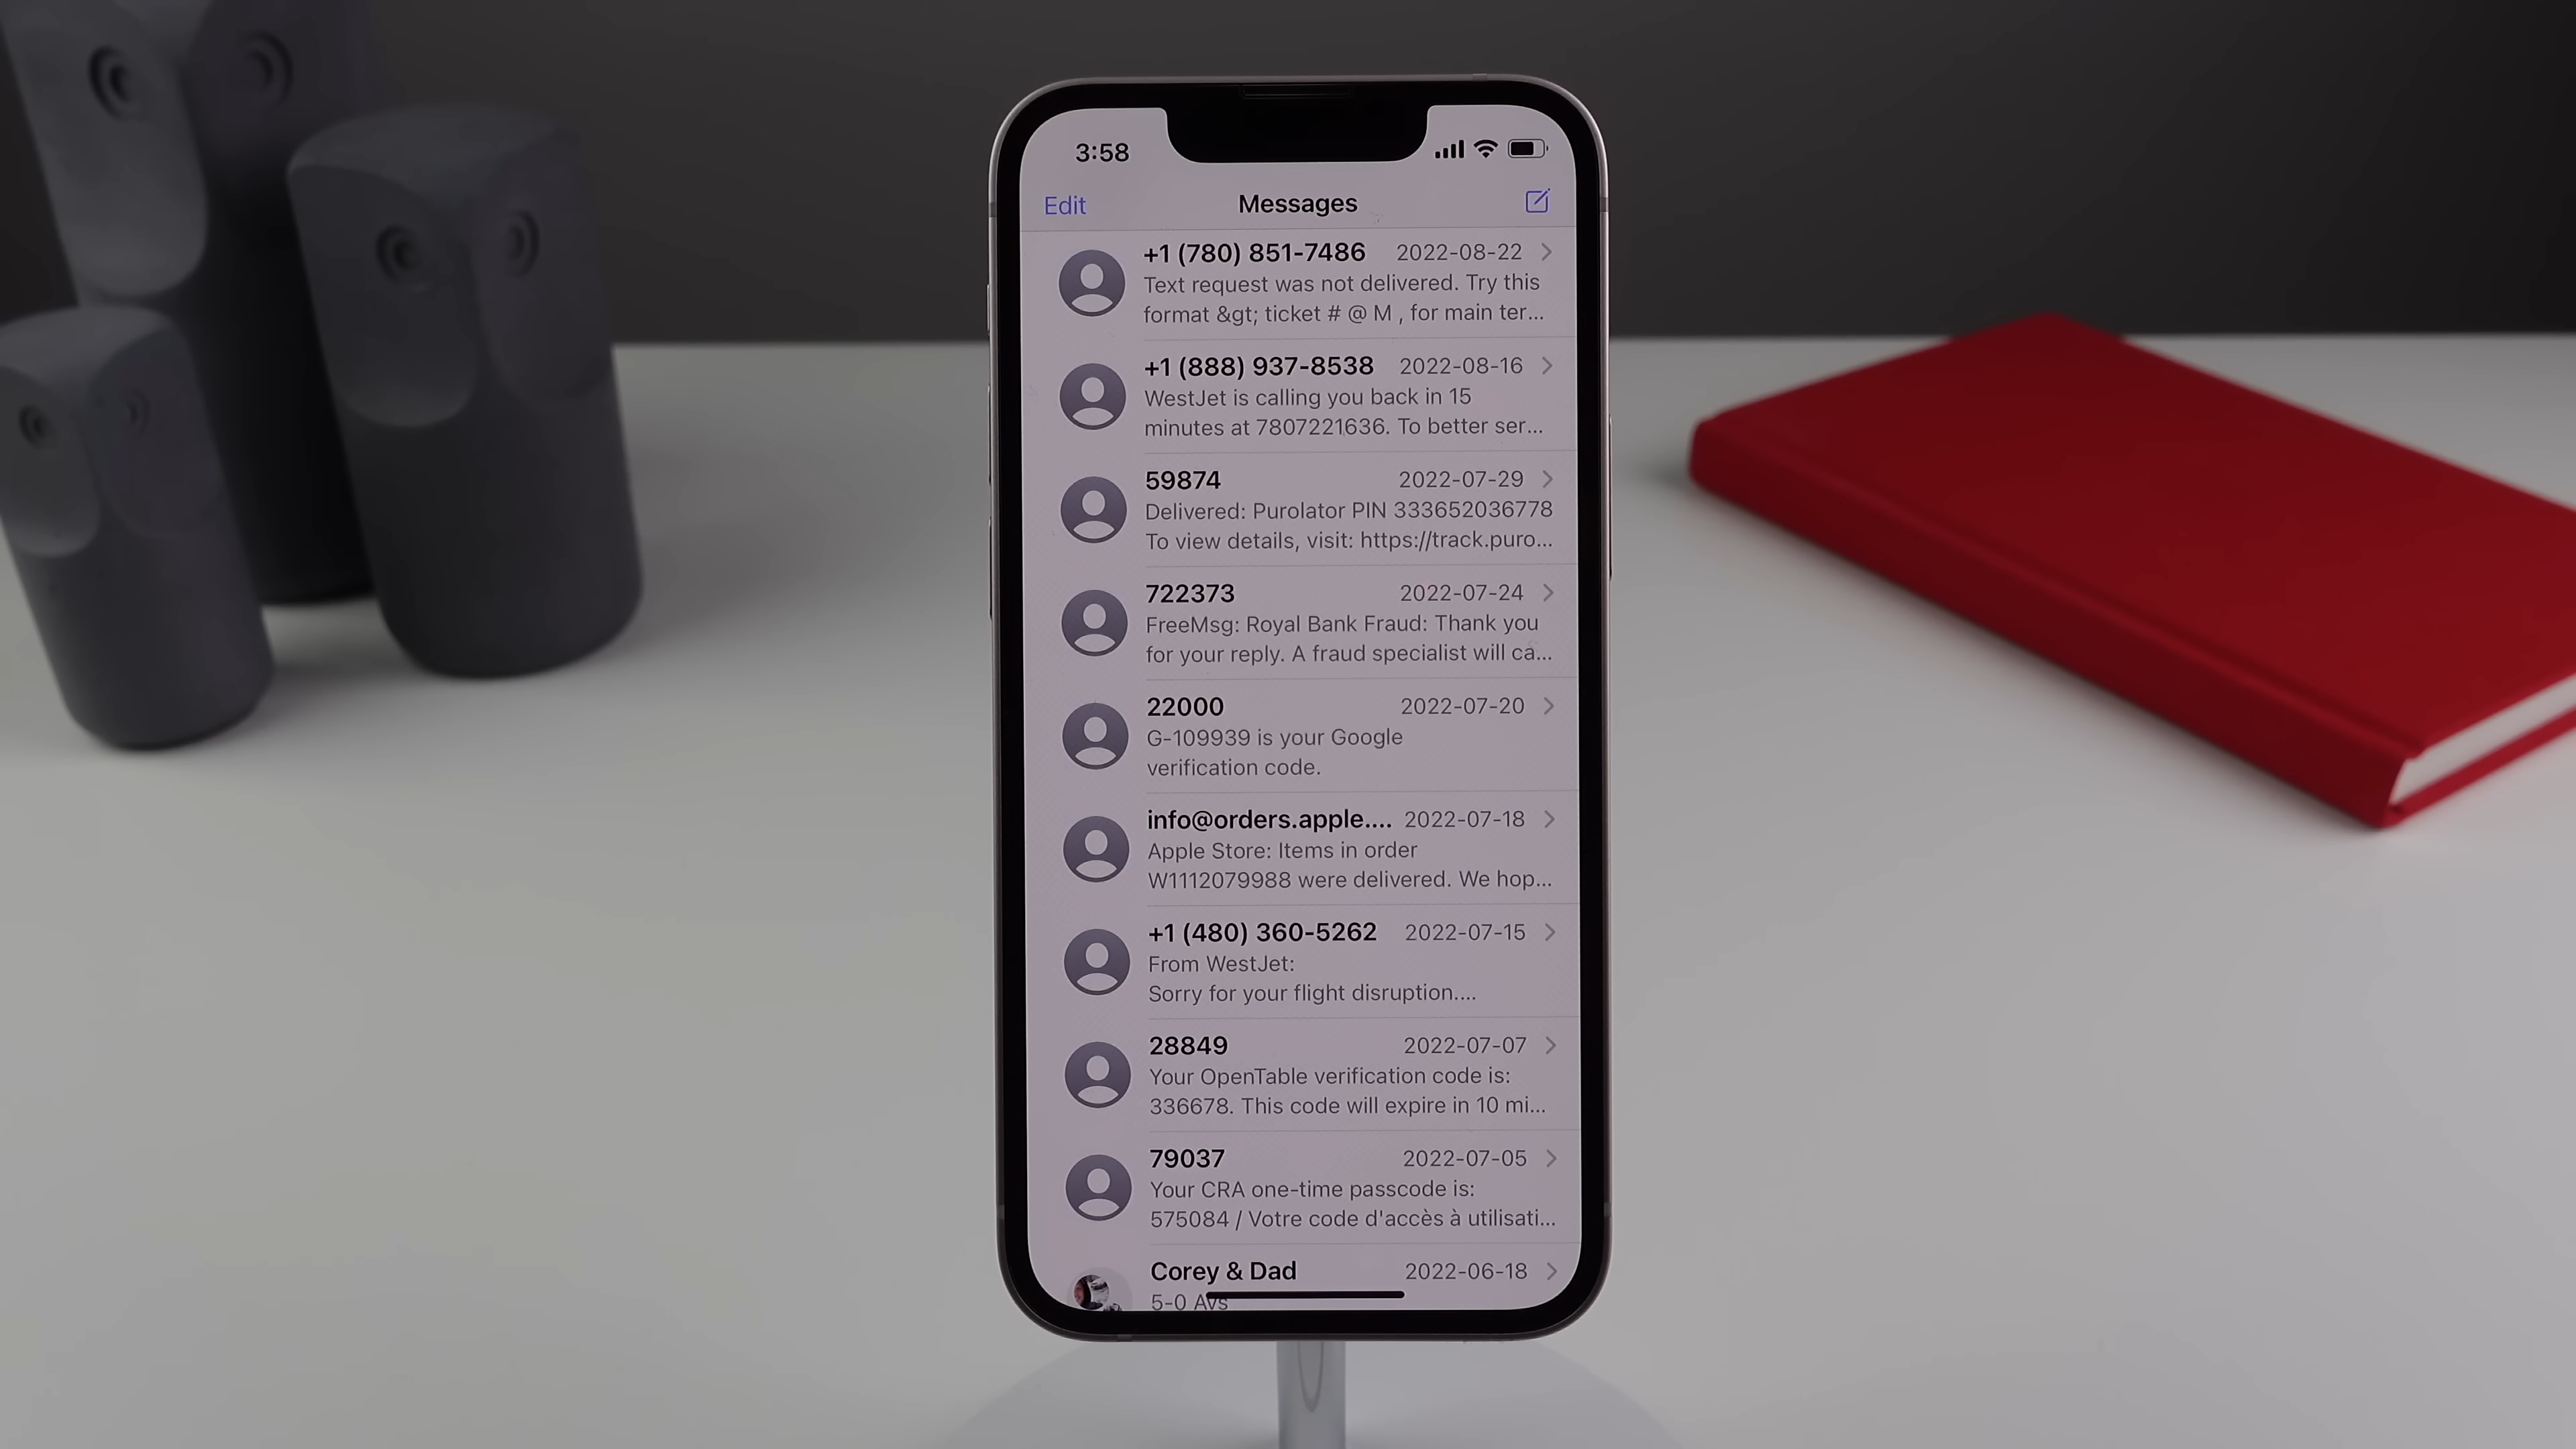 3:58
Edit Messages
+1 (780) 851-7486 2022-08-22
Text request was not delivered. Try this
format &gt; ticket # @ M , for main ter...
+1 (888) 937-8538 2022-08-16
WestJet is calling you back in 15
minutes at 7807221636. To better ser...
59874 2022-07-29
Delivered: Purolator PIN 333652036778
To view details, visit: https://track.puro...
722373 2022-07-24
FreeMsg: Royal Bank Fraud: Thank you
for your reply. A fraud specialist will ca...
22000 2022-07-20
G-109939 is your Google
verification code.
info@orders.apple.... 2022-07-18
Apple Store: Items in order
W1112079988 were delivered. We hop...
+1 (480) 360-5262 2022-07-15
From WestJet:
Sorry for your flight disruption....
28849 2022-07-07
Your OpenTable verification code is:
336678. This code will expire in 10 mi...
79037 2022-07-05
Your CRA one-time passcode is:
575084 / Votre code d'accès à utilisati...
Corey & Dad 2022-06-18
5-0 Avs